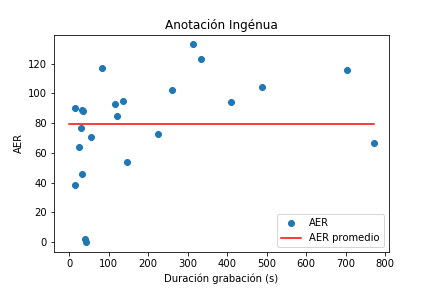 Anotación Ingénua
AER
120
100
80
60
40
20
0
0 100 200 300 400 500 600 700 800
Duración grabación (s)
AER
AER promedio